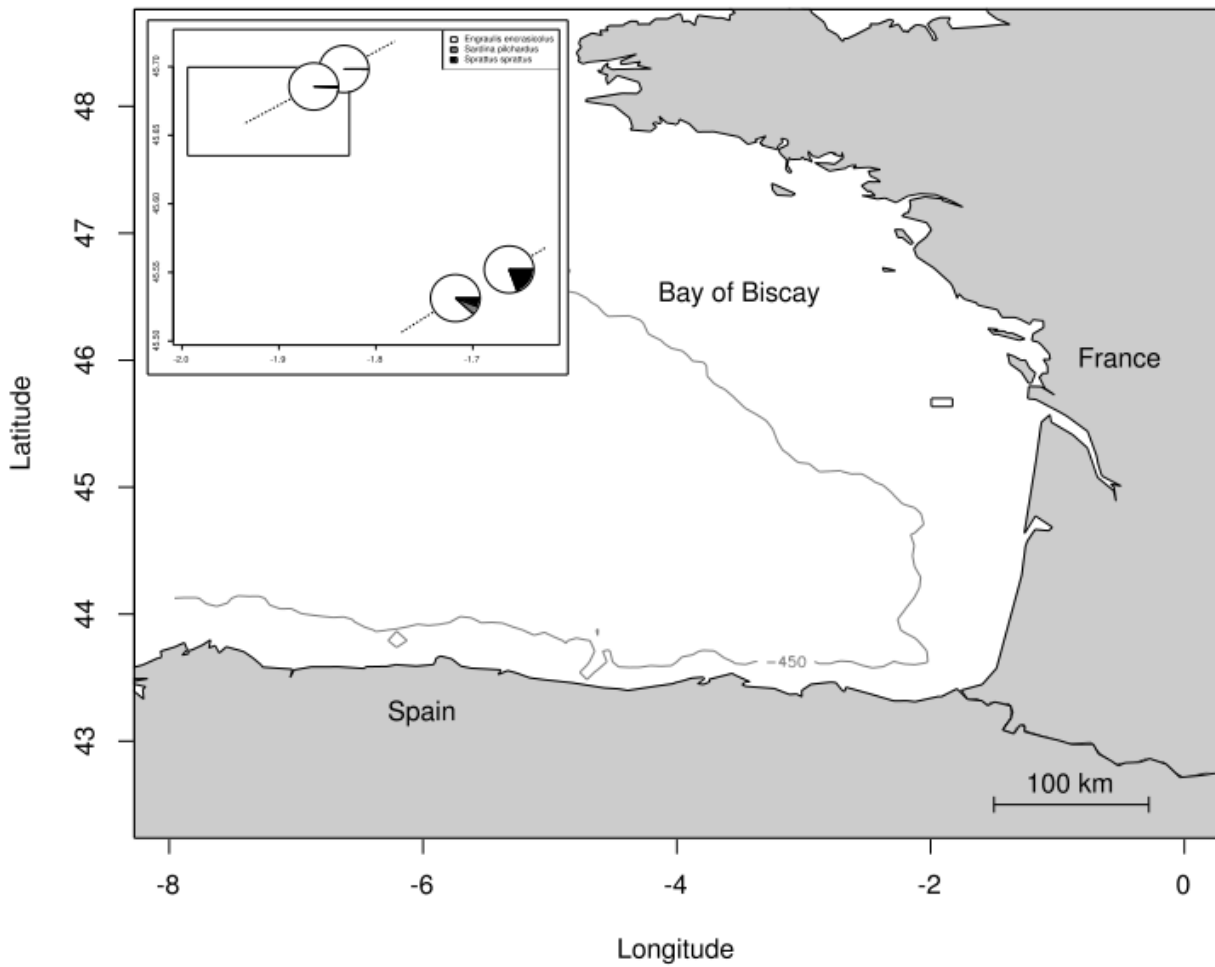 Engraulis encrasicolus
Sardina pilchardus
Sprattus sprattus
45.70
45.65
45.60
45.55
45.50
-2.0
-1.9
-1.8
-1.7
Bay of Biscay
France
Spain
-450
100 km
48
47
46
45
44
43
Latitude
-8
-6
-4
-2
0
Longitude